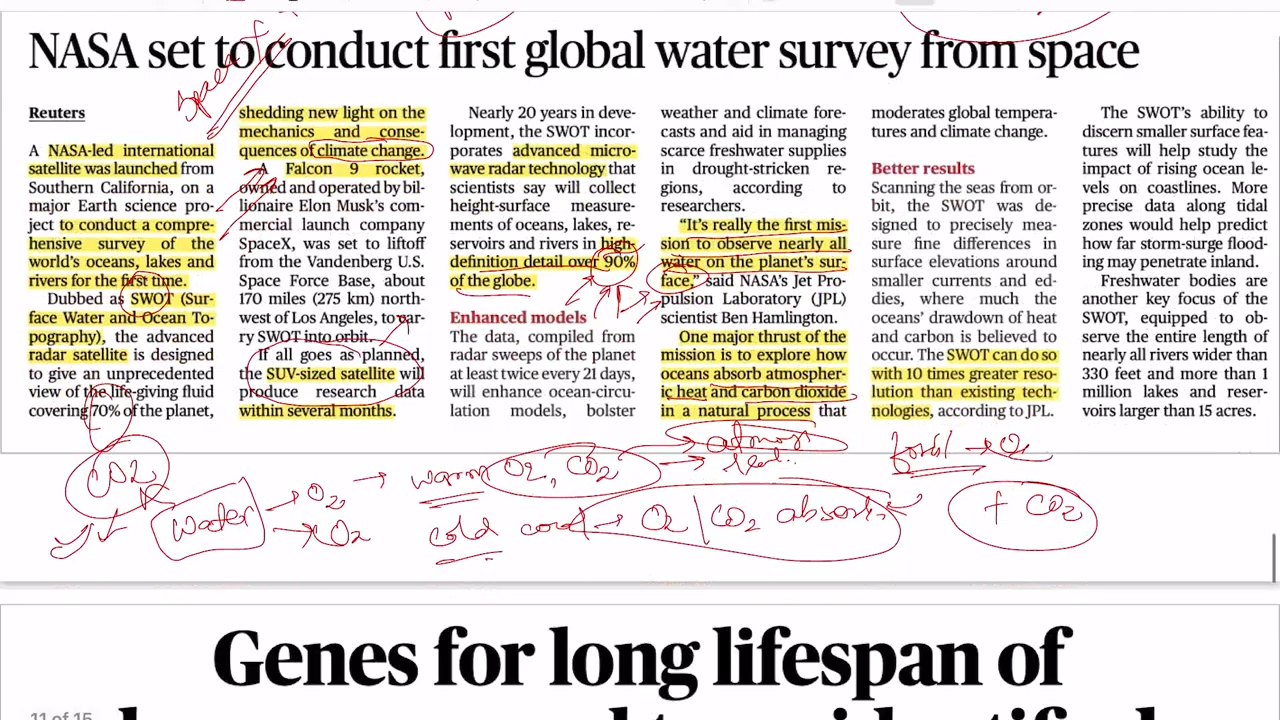 NASA set to conduct first global water survey from space
Reuters
A NASA-led international
satellite was launched from
Southern California, on a
major Earth science pro-
ject to conduct a compre-
hensive survey of the
world's oceans, lakes and
rivers for the first time.
Dubbed as SWOT (Sur-
face Water and Ocean To-
pography), the advanced
radar satellite is designed
to give an unprecedented
view of the life-giving fluid
covering 70% of the planet,
shedding new light on the
mechanics and conse-
quences of climate change.
A Falcon 9 rocket,
owned and operated by bil-
lionaire Elon Musk's com-
mercial launch company
SpaceX, was set to liftoff
from the Vandenberg U.S.
Space Force Base, about
170 miles (275 km) north-
west of Los Angeles, to car-
ry SWOT into orbit.
If all goes as planned,
the SUV-sized satellite will
produce research data
within several months.
Nearly 20 years in deve-
lopment, the SWOT incor-
porates advanced micro-
wave radar technology that
scientists say will collect
height-surface measure-
ments of oceans, lakes, re-
servoirs and rivers in high-
definition detail over 90%
of the globe.
Enhanced models
The data, compiled from
radar sweeps of the planet
at least twice every 21 days,
will enhance ocean-circu-
lation models, bolster
weather and climate fore-
casts and aid in managing
scarce freshwater supplies
in drought-stricken re-
gions, according to
researchers.
"It's really the first mis-
sion to observe nearly all
water on the planet's sur-
face," said NASA's Jet Pro-
pulsion Laboratory (JPL)
scientist Ben Hamlington.
One major thrust of the
mission is to explore how
oceans absorb atmospher-
ic heat and carbon dioxide
in a natural process that
moderates global tempera-
tures and climate change.
Better results
Scanning the seas from or-
bit, the SWOT was de-
signed to precisely mea-
sure fine differences in
surface elevations around
smaller currents and ed-
dies, where much the
oceans' drawdown of heat
and carbon is believed to
occur. The SWOT can do so
with 10 times greater reso-
lution than existing tech-
nologies, according to JPL.
The SWOT's ability to
discern smaller surface fea-
tures will help study the
impact of rising ocean le-
vels on coastlines. More
precise data along tidal
zones would help predict
how far storm-surge flood-
ing may penetrate inland.
Freshwater bodies are
another key focus of the
SWOT, equipped to ob-
serve the entire length of
nearly all rivers wider than
330 feet and more than 1
million lakes and reser-
voirs larger than 15 acres.
CO2
Water
O2
O2
warm O2, CO2
cold
O2 | CO2 absorb
O2
+ CO2
Genes for long lifespan of
11 of 15